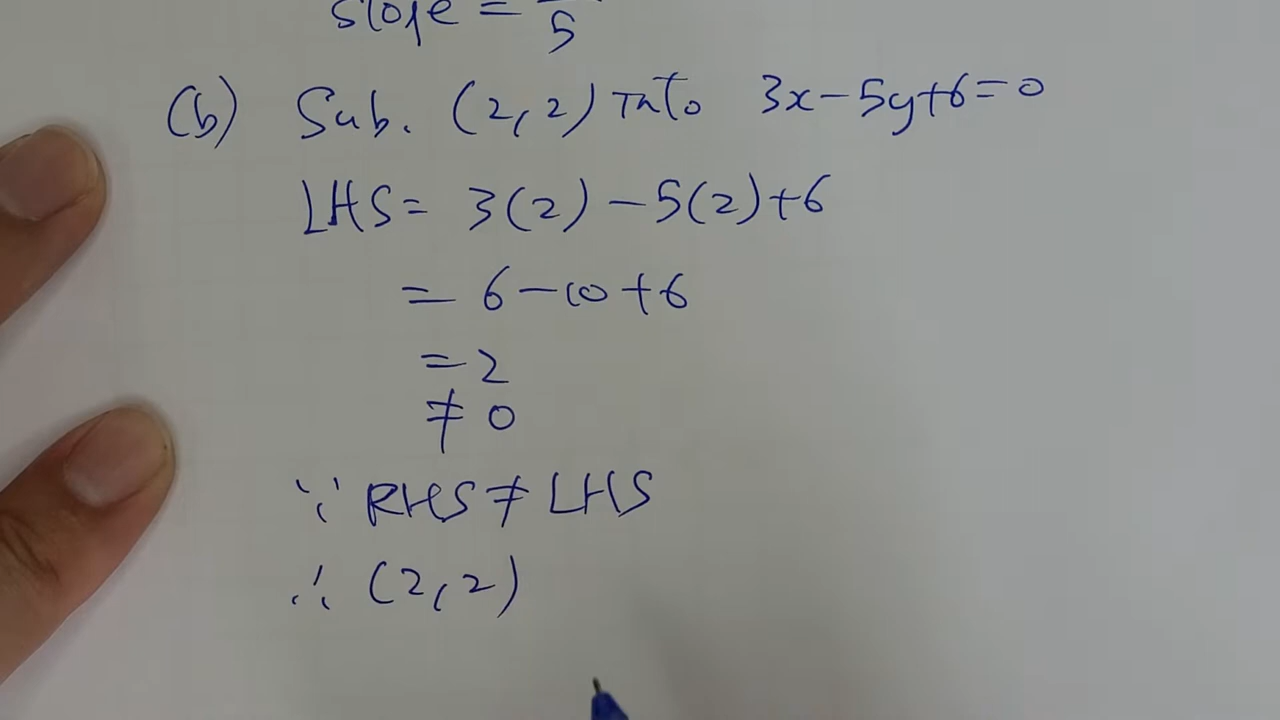 slope = 5
(b) Sub. (2,2) into 3x-5y+6=0
LHS= 3(2)-5(2)+6
= 6-10+6
=2
≠ 0
∵ RHS ≠ LHS
∴ (2,2)